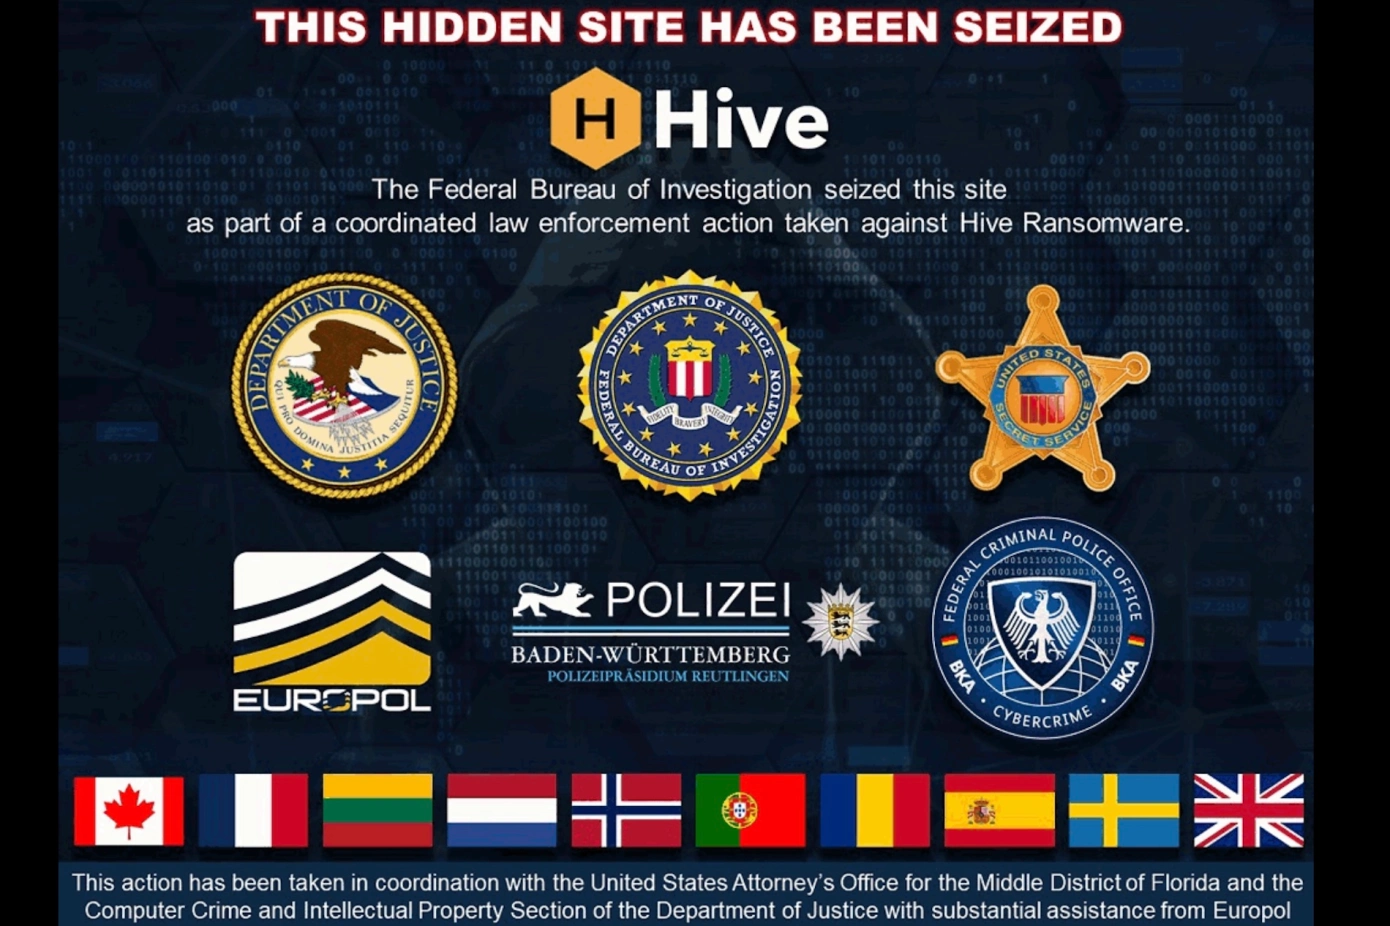 THIS HIDDEN SITE HAS BEEN SEIZED
H Hive
The Federal Bureau of Investigation seized this site
as part of a coordinated law enforcement action taken against Hive Ransomware.
DEPARTMENT OF JUSTICE
QUI PRO DOMINA JUSTITIA SEQUITUR
DEPARTMENT OF JUSTICE
FIDELITY BRAVERY INTEGRITY
FEDERAL BUREAU OF INVESTIGATION
UNITED STATES
SECRET SERVICE
EUROPOL
POLIZEI
BADEN-WÜRTTEMBERG
POLIZEIPRÄSIDIUM REUTLINGEN
FEDERAL CRIMINAL POLICE OFFICE
BKA • CYBERCRIME • BKA
This action has been taken in coordination with the United States Attorney's Office for the Middle District of Florida and the
Computer Crime and Intellectual Property Section of the Department of Justice with substantial assistance from Europol